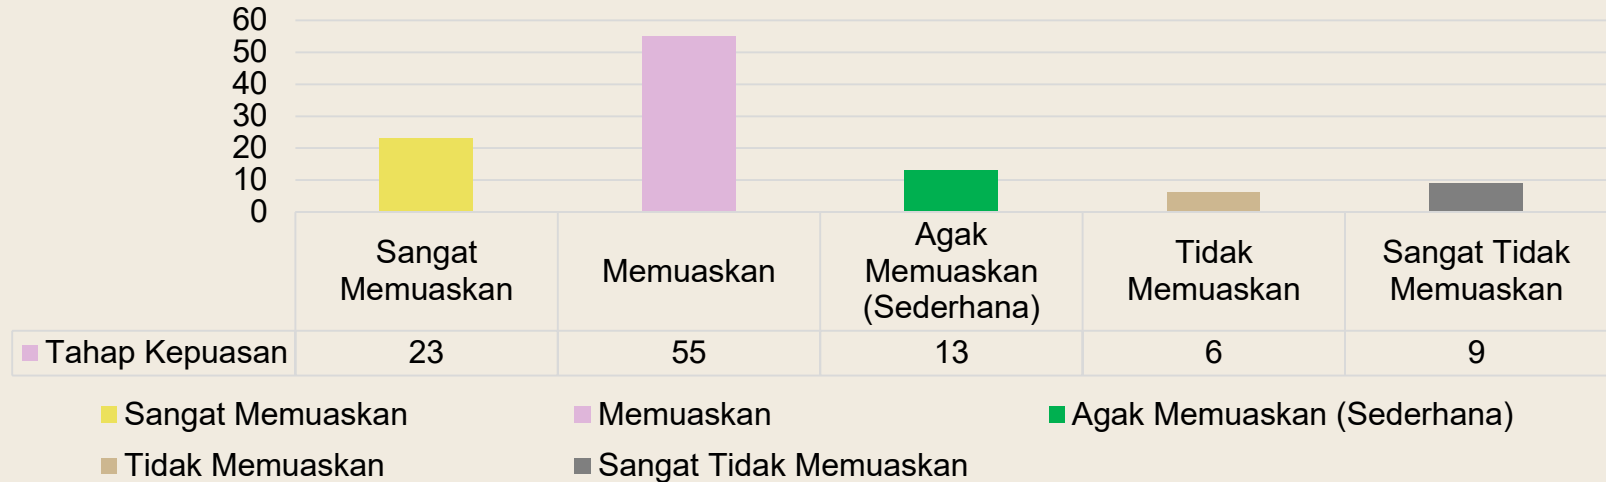 60
50
40
30
20
10
0
Sangat
Memuaskan
Memuaskan
Agak
Memuaskan
(Sederhana)
Tidak
Memuaskan
Sangat Tidak
Memuaskan
Tahap Kepuasan 23 55 13 6 9
Sangat Memuaskan Memuaskan Agak Memuaskan (Sederhana)
Tidak Memuaskan Sangat Tidak Memuaskan